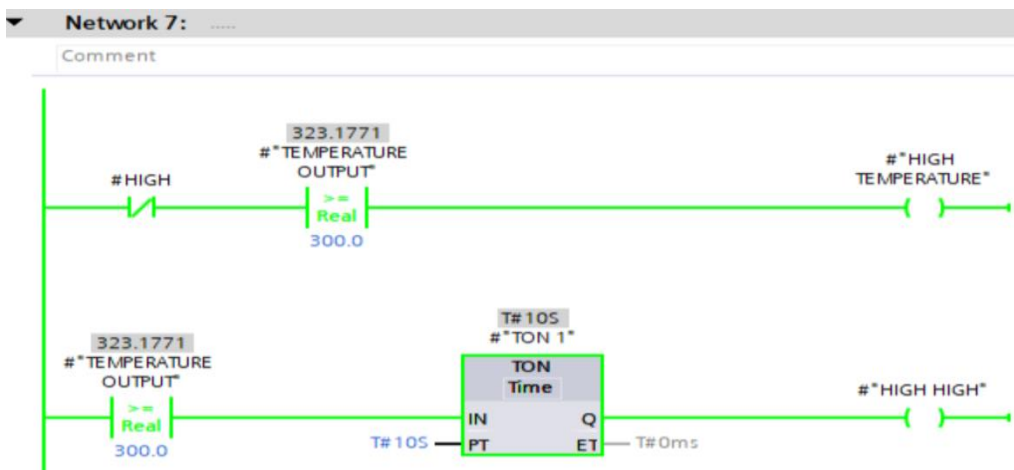 Network 7: .....
Comment
323.1771
#"TEMPERATURE
OUTPUT"
#HIGH
>=
Real
300.0
#"HIGH
TEMPERATURE"
323.1771
#"TEMPERATURE
OUTPUT"
>=
Real
300.0
T#10S
#"TON 1"
TON
Time
IN Q
T#10S PT ET T#0ms
#"HIGH HIGH"